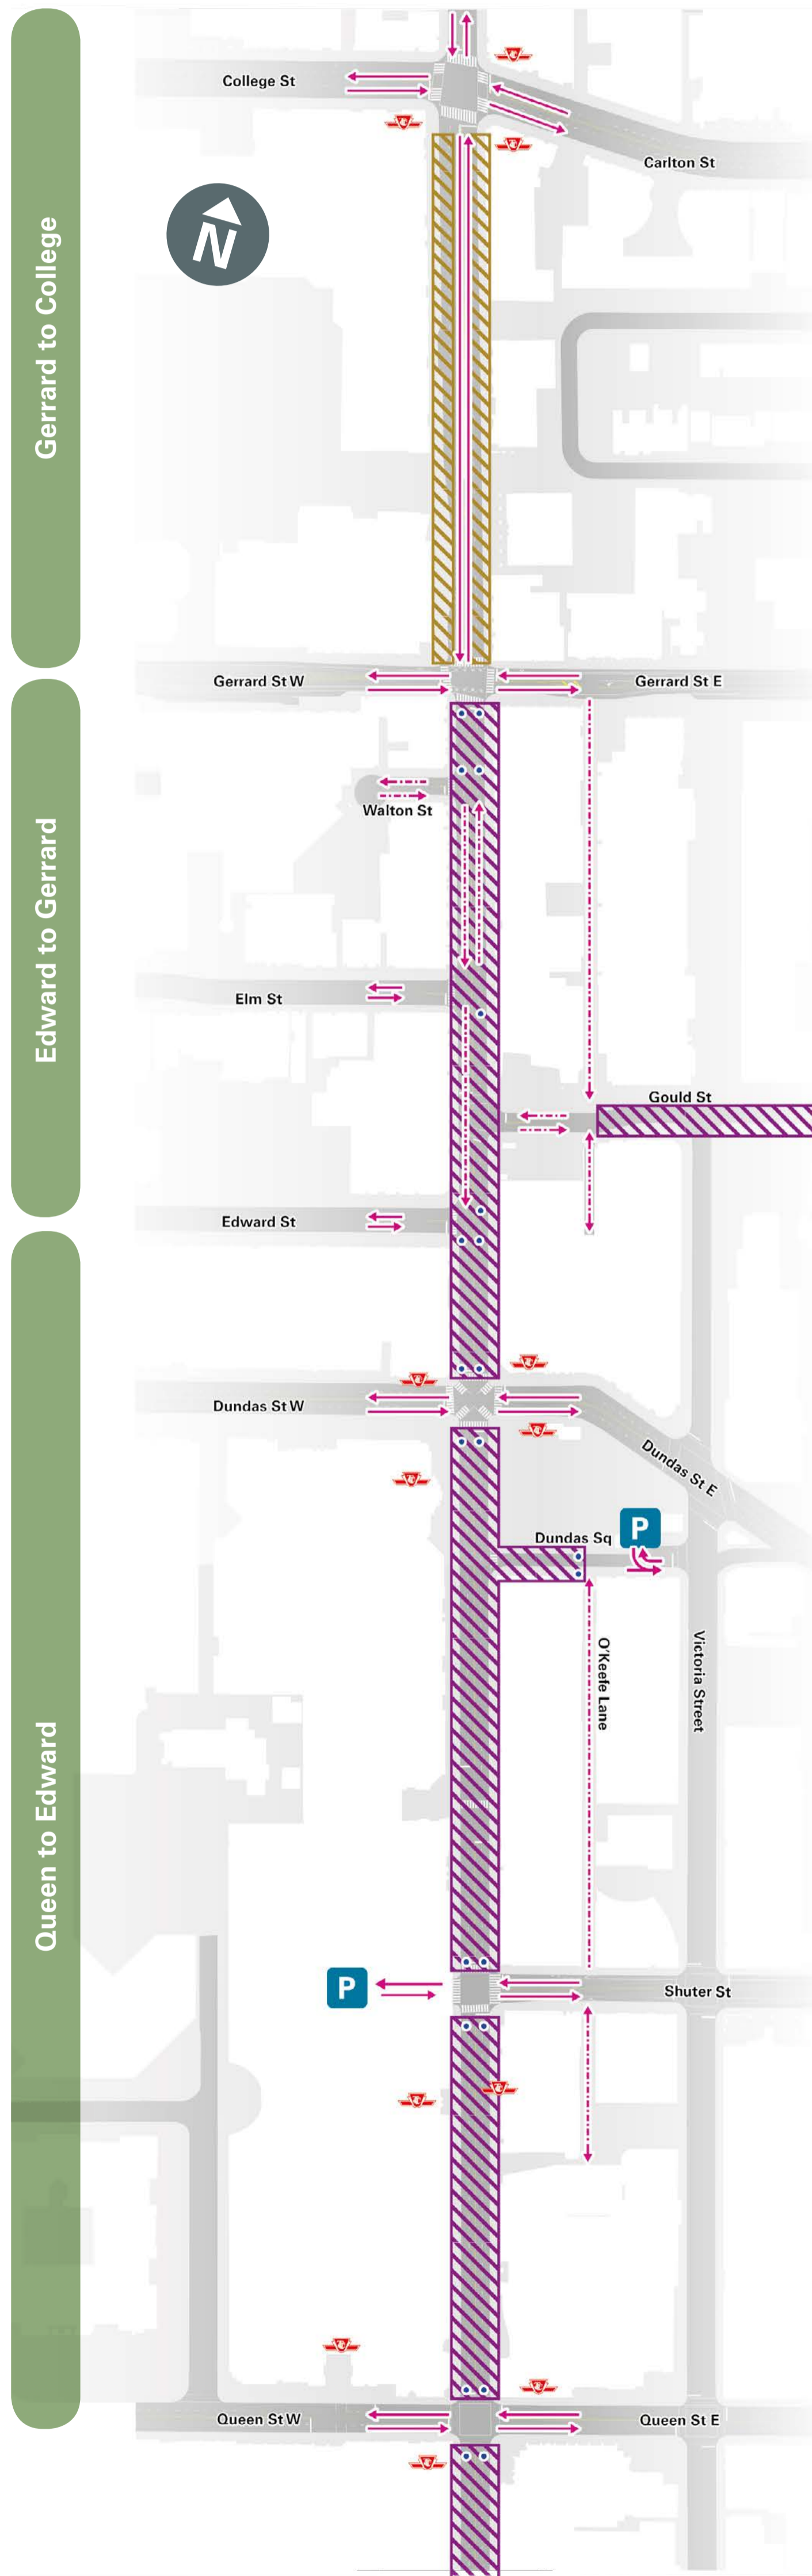 College St
Carlton St
N
Gerrard to College
Gerrard St W
Gerrard St E
Walton St
Edward to Gerrard
Elm St
Gould St
Edward St
Dundas St W
Dundas St E
Dundas Sq
P
O'Keefe Lane
Victoria Street
Queen to Edward
P
Shuter St
Queen St W
Queen St E